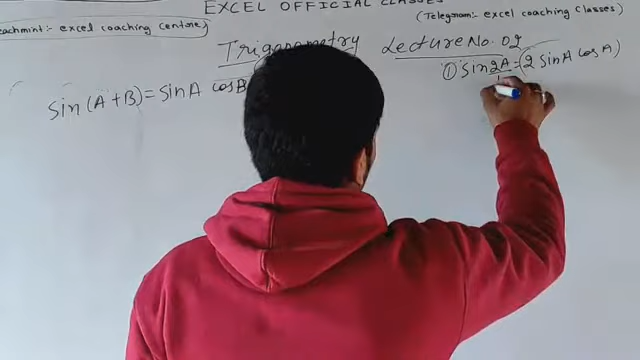 EXCEL OFFICIAL CLASSES
eachmint:- excel coaching centre)
(Telegram:- excel coaching classes)
Trigonometry Lecture No. 02
① Sin2A = (2 sinA cosA)
Sin (A+B) = sinA cosB